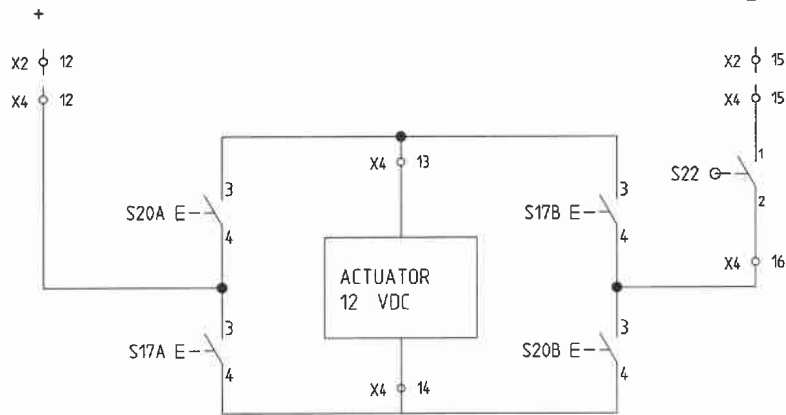 +
–
X2 12
X2 15
X4 12
X4 15
1
X4 13
S22
2
3
3
S20A E
S17B E
4
4
X4 16
ACTUATOR
12 VDC
3
3
S17A E
S20B E
4
4
X4 14